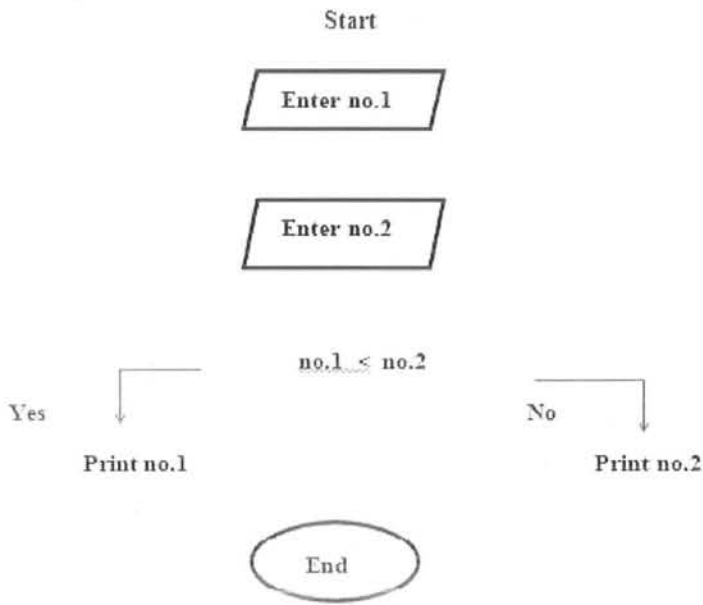 Start
Enter no.1
Enter no.2
no.1 < no.2
Yes
No
Print no.1
Print no.2
End